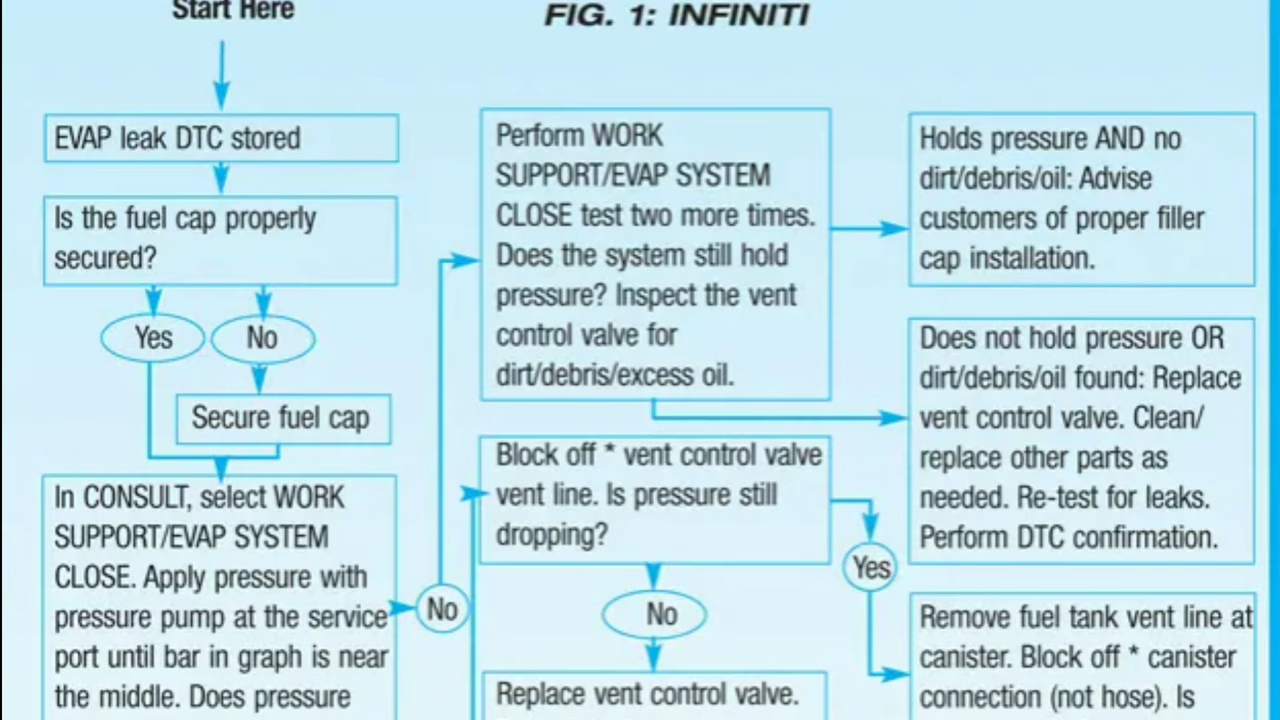 Start Here
FIG. 1: INFINITI
EVAP leak DTC stored
Is the fuel cap properly
secured?
Yes
No
Secure fuel cap
In CONSULT, select WORK
SUPPORT/EVAP SYSTEM
CLOSE. Apply pressure with
pressure pump at the service
port until bar in graph is near
the middle. Does pressure
No
Perform WORK
SUPPORT/EVAP SYSTEM
CLOSE test two more times.
Does the system still hold
pressure? Inspect the vent
control valve for
dirt/debris/excess oil.
Block off * vent control valve
vent line. Is pressure still
dropping?
No
Replace vent control valve.
Yes
Holds pressure AND no
dirt/debris/oil: Advise
customers of proper filler
cap installation.
Does not hold pressure OR
dirt/debris/oil found: Replace
vent control valve. Clean/
replace other parts as
needed. Re-test for leaks.
Perform DTC confirmation.
Remove fuel tank vent line at
canister. Block off * canister
connection (not hose). Is